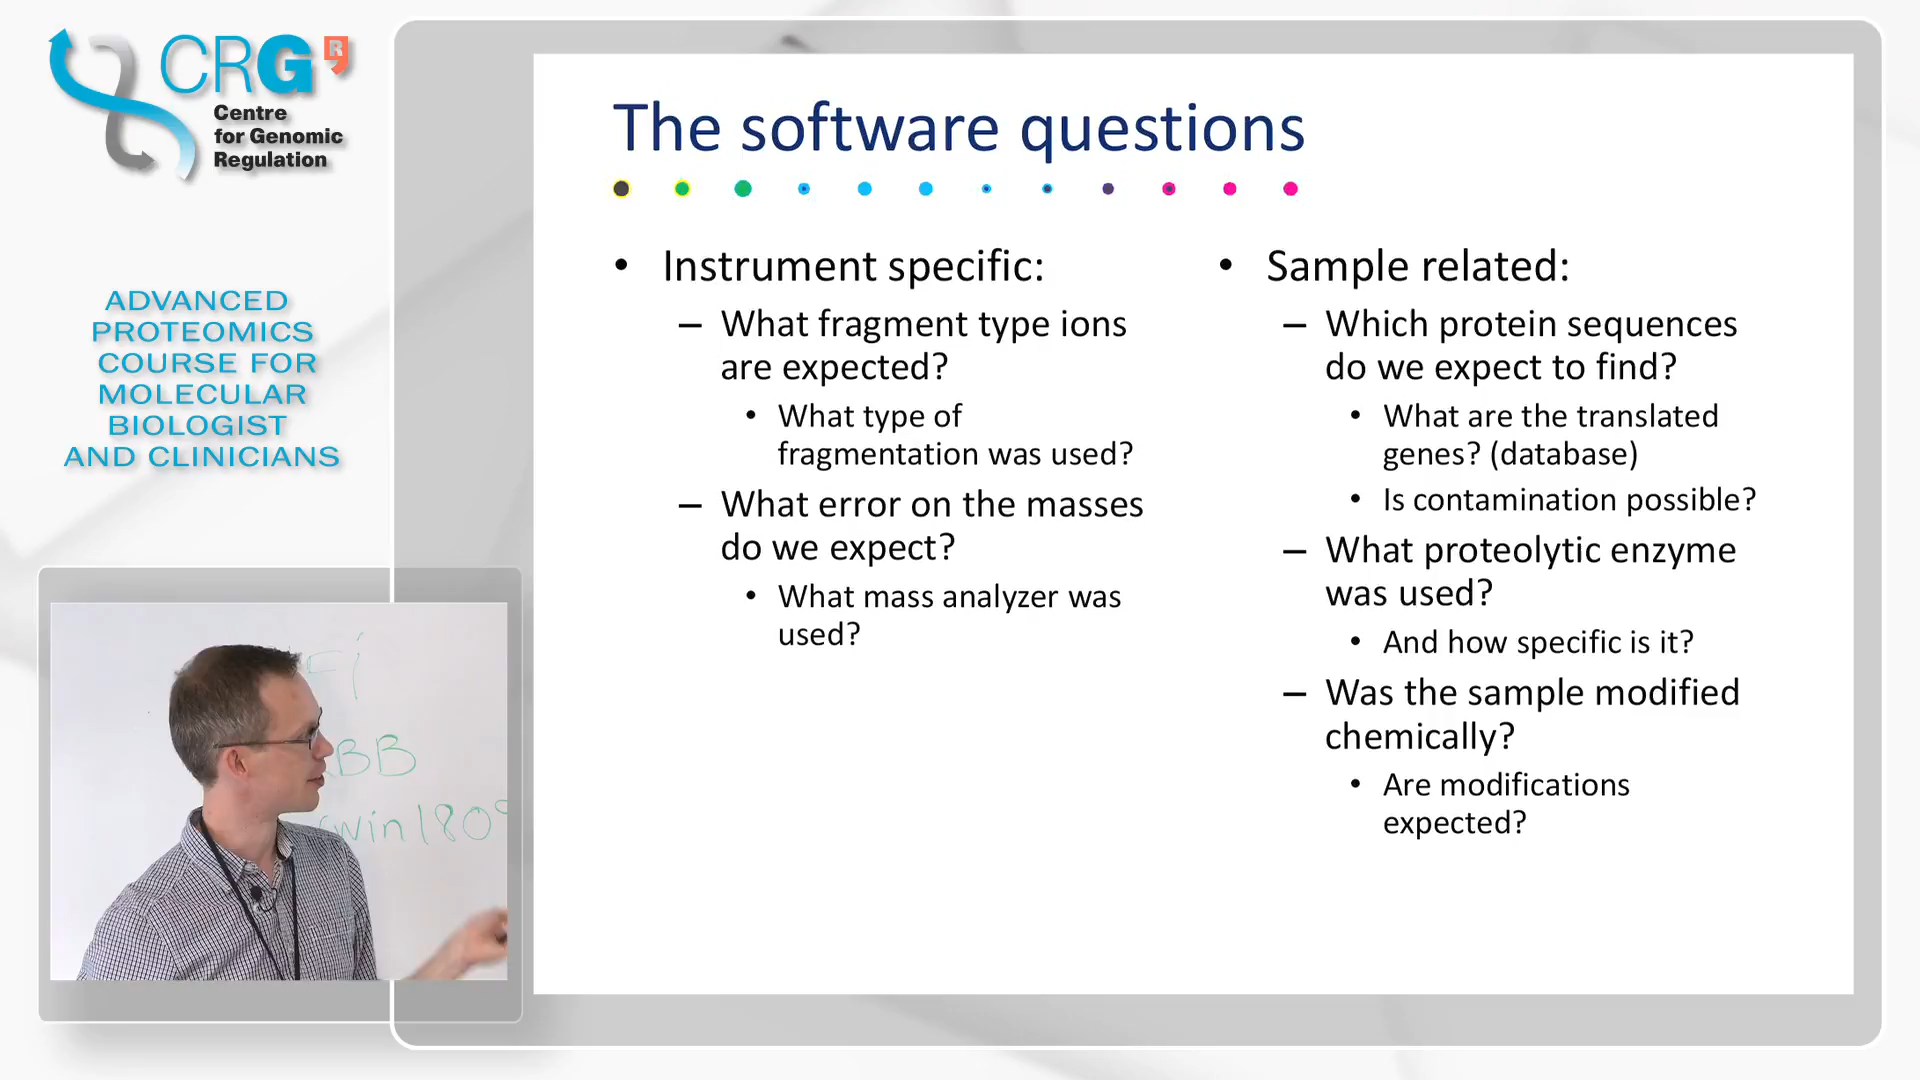 CRG
R
Centre
for Genomic
Regulation
ADVANCED
PROTEOMICS
COURSE FOR
MOLECULAR
BIOLOGIST
AND CLINICIANS
The software questions
• Instrument specific:
– What fragment type ions
are expected?
• What type of
fragmentation was used?
– What error on the masses
do we expect?
• What mass analyzer was
used?
• Sample related:
– Which protein sequences
do we expect to find?
• What are the translated
genes? (database)
• Is contamination possible?
– What proteolytic enzyme
was used?
• And how specific is it?
– Was the sample modified
chemically?
• Are modifications
expected?
BB
win180